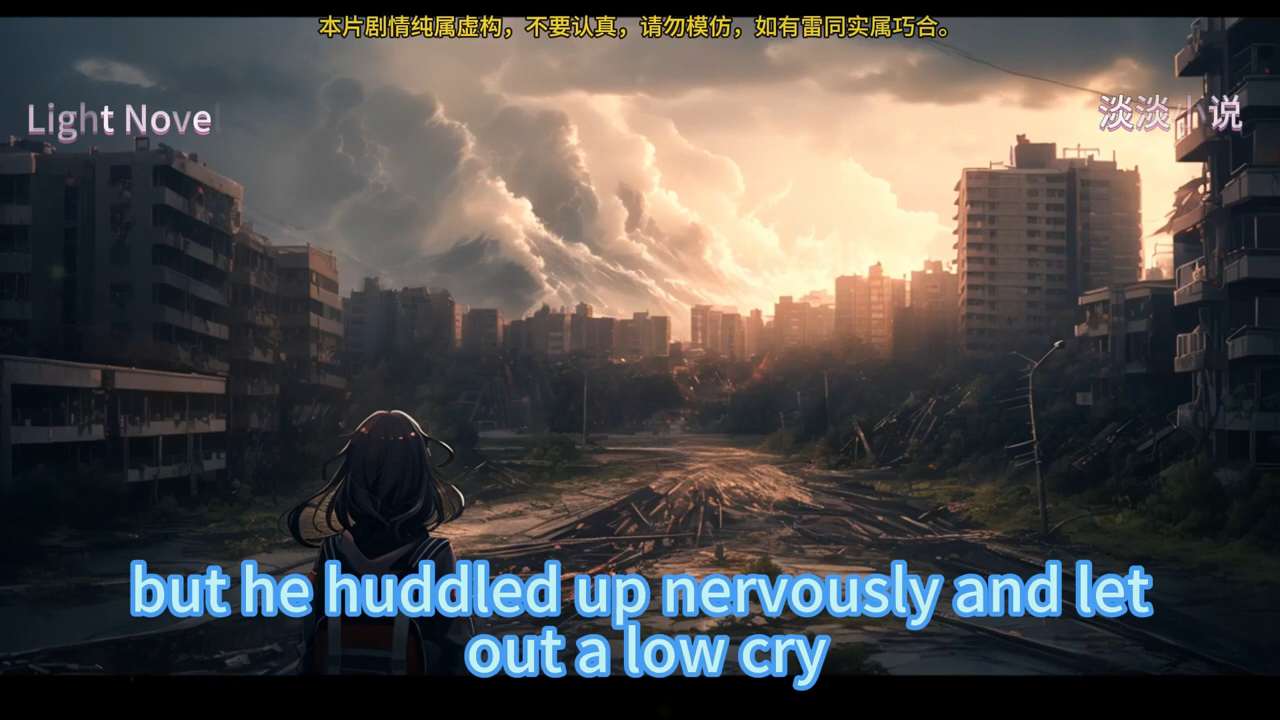 本片剧情纯属虚构，不要认真，请勿模仿，如有雷同实属巧合。
Light Nove
淡淡小说
but he huddled up nervously and let
out a low cry